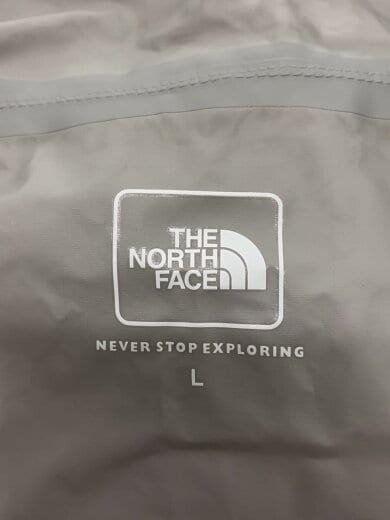 THE
NORTH
FACE
NEVER STOP EXPLORING
L